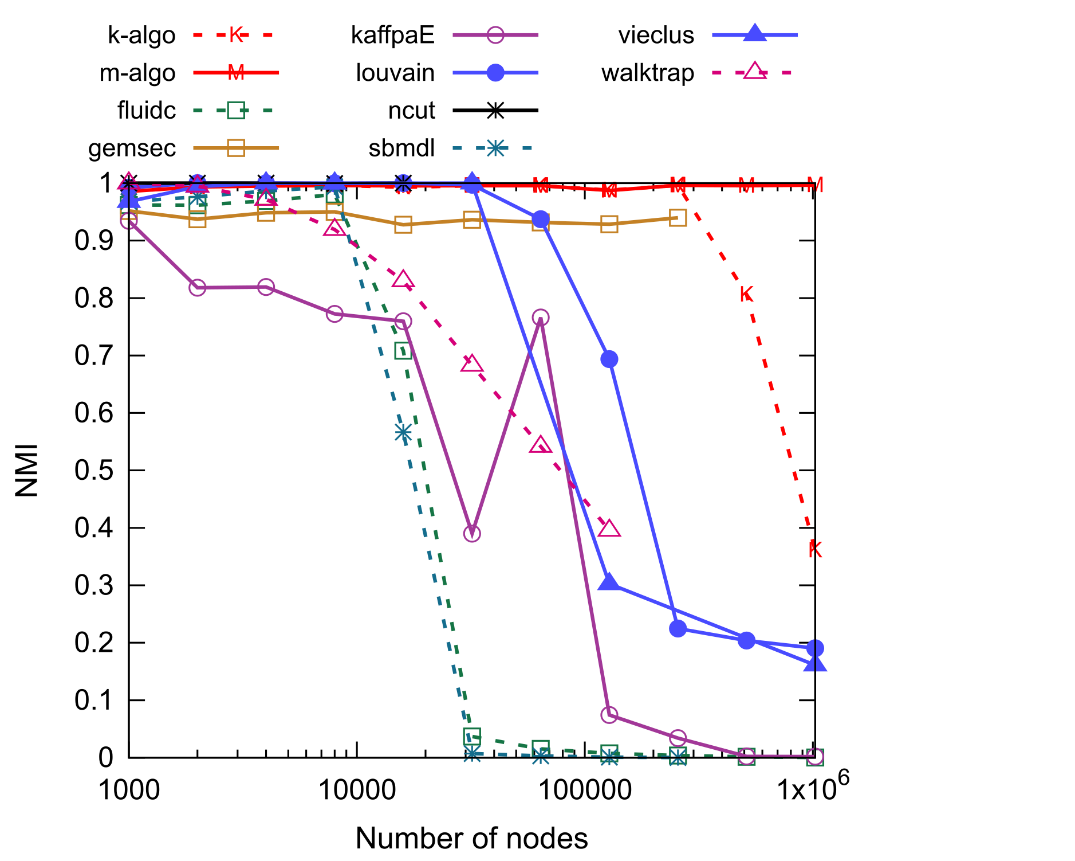 k-algo K
m-algo M
fluidc
gemsec
kaffpaE
louvain
ncut
sbmdl
vieclus
walktrap
1
0.9
0.8
0.7
0.6
0.5
0.4
0.3
0.2
0.1
0
NMI
K
K
M M M M M M
1000 10000 100000 1x10^6
Number of nodes